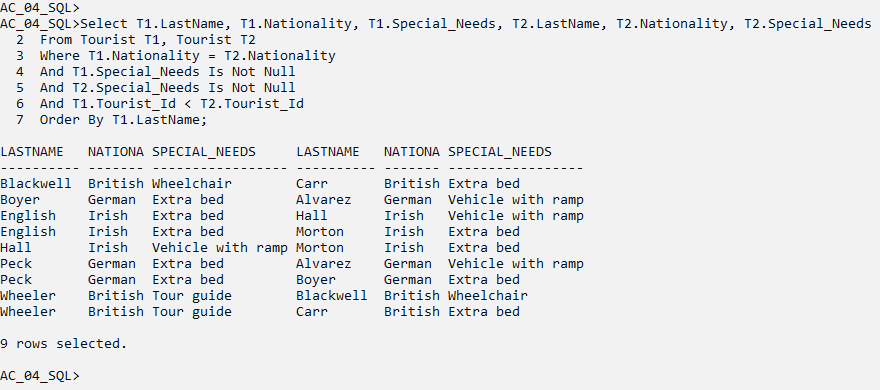 AC_04_SQL>
AC_04_SQL>Select T1.LastName, T1.Nationality, T1.Special_Needs, T2.LastName, T2.Nationality, T2.Special_Needs
  2  From Tourist T1, Tourist T2
  3  Where T1.Nationality = T2.Nationality
  4  And T1.Special_Needs Is Not Null
  5  And T2.Special_Needs Is Not Null
  6  And T1.Tourist_Id < T2.Tourist_Id
  7  Order By T1.LastName;

LASTNAME   NATIONA SPECIAL_NEEDS     LASTNAME   NATIONA SPECIAL_NEEDS
---------- ------- ----------------- ---------- ------- -----------------
Blackwell  British Wheelchair        Carr       British Extra bed
Boyer      German  Extra bed         Alvarez    German  Vehicle with ramp
English    Irish   Extra bed         Hall       Irish   Vehicle with ramp
English    Irish   Extra bed         Morton     Irish   Extra bed
Hall       Irish   Vehicle with ramp Morton     Irish   Extra bed
Peck       German  Extra bed         Alvarez    German  Vehicle with ramp
Peck       German  Extra bed         Boyer      German  Extra bed
Wheeler    British Tour guide        Blackwell  British Wheelchair
Wheeler    British Tour guide        Carr       British Extra bed

9 rows selected.

AC_04_SQL>